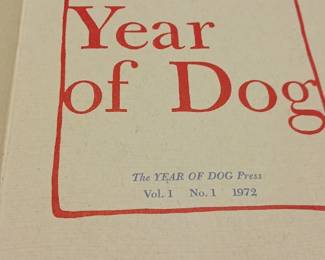 Year
of Dog
The YEAR OF DOG Press
Vol. 1 No. 1 1972